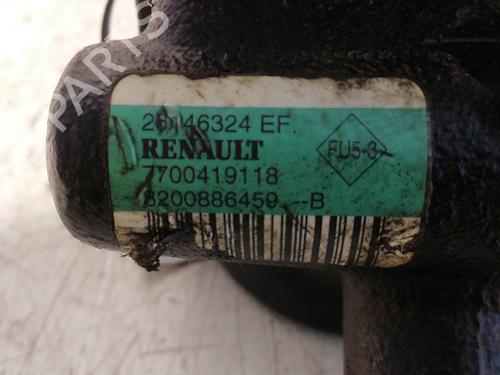 PARTS
26146324 EF.
RENAULT
FU5-3
7700419118
8200886459 --B